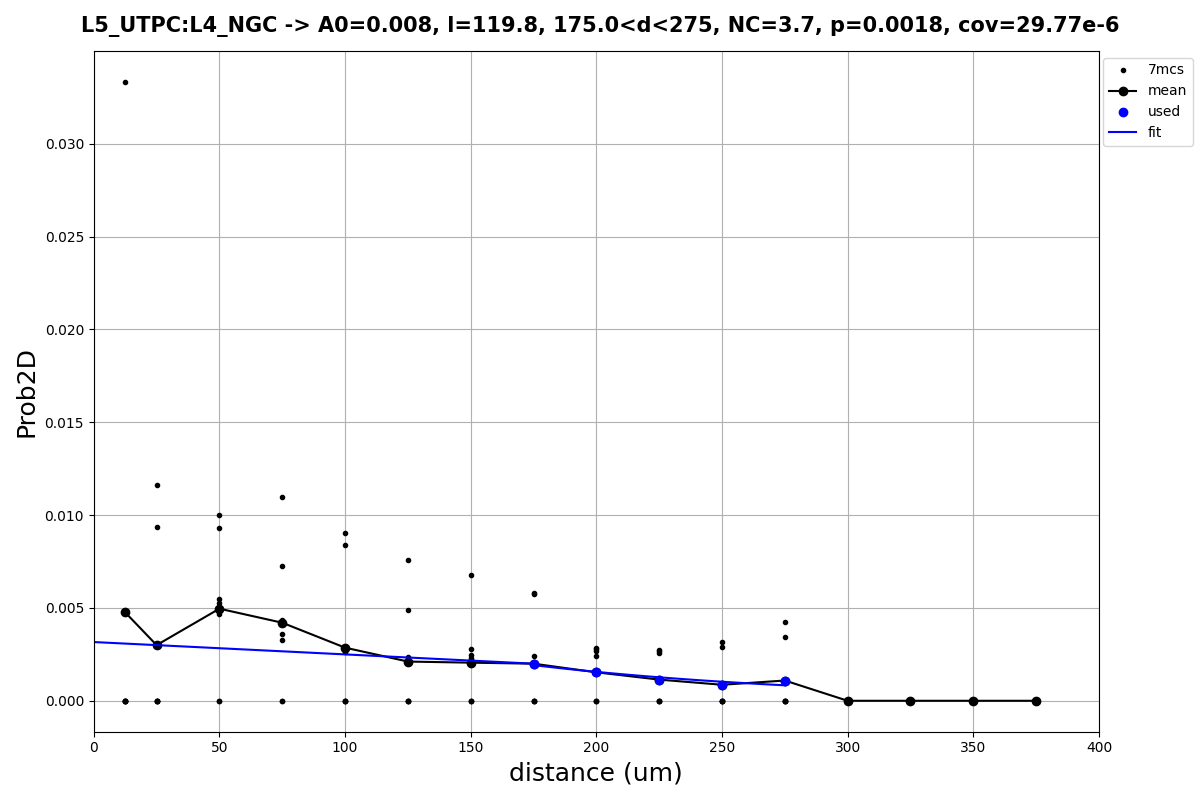 L5_UTPC:L4_NGC -> A0=0.008, l=119.8, 175.0<d<275, NC=3.7, p=0.0018, cov=29.77e-6
7mcs
mean
used
fit
Prob2D
0.030
0.025
0.020
0.015
0.010
0.005
0.000
0 50 100 150 200 250 300 350 400
distance (um)